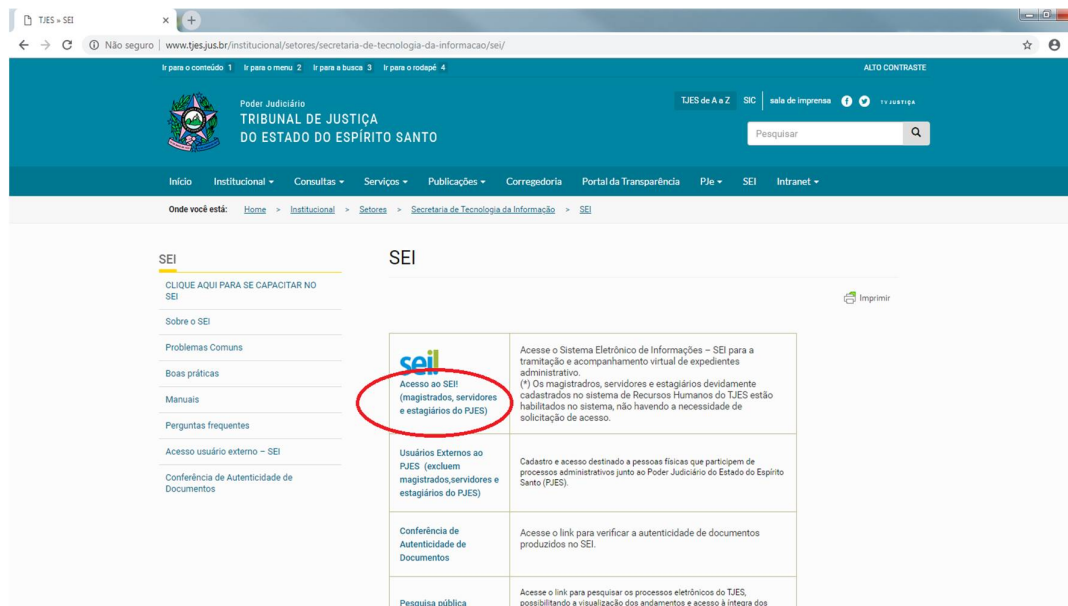 TJES » SEI
Não seguro | www.tjes.jus.br/institucional/setores/secretaria-de-tecnologia-da-informacao/sei/
Ir para o conteúdo 1 Ir para o menu 2 Ir para a busca 3 Ir para o rodapé 4
ALTO CONTRASTE
Poder Judiciário
TRIBUNAL DE JUSTIÇA
DO ESTADO DO ESPÍRITO SANTO
TJES de A a Z SIC sala de imprensa TV JUSTIÇA
Pesquisar
Início Institucional Consultas Serviços Publicações Corregedoria Portal da Transparência PJe SEI Intranet
Onde você está: Home > Institucional > Setores > Secretaria de Tecnologia da Informação > SEI
SEI
CLIQUE AQUI PARA SE CAPACITAR NO
SEI
Sobre o SEI
Problemas Comuns
Boas práticas
Manuais
Perguntas frequentes
Acesso usuário externo – SEI
Conferência de Autenticidade de
Documentos
SEI
Imprimir
sei!
Acesso ao SEI!
(magistrados, servidores
e estagiários do PJES)
Acesse o Sistema Eletrônico de Informações – SEI para a
tramitação e acompanhamento virtual de expedientes
administrativo.
(*) Os magistradros, servidores e estagiários devidamente
cadastrados no sistema de Recursos Humanos do TJES estão
habilitados no sistema, não havendo a necessidade de
solicitação de acesso.
Usuários Externos ao
PJES (excluem
magistrados,servidores e
estagiários do PJES)
Cadastro e acesso destinado a pessoas físicas que participem de
processos administrativos junto ao Poder Judiciário do Estado do Espírito
Santo (PJES).
Conferência de
Autenticidade de
Documentos
Acesse o link para verificar a autenticidade de documentos
produzidos no SEI.
Pesquisa pública
Acesse o link para pesquisar os processos eletrônicos do TJES,
possibilitando a visualização dos andamentos e acesso à íntegra dos